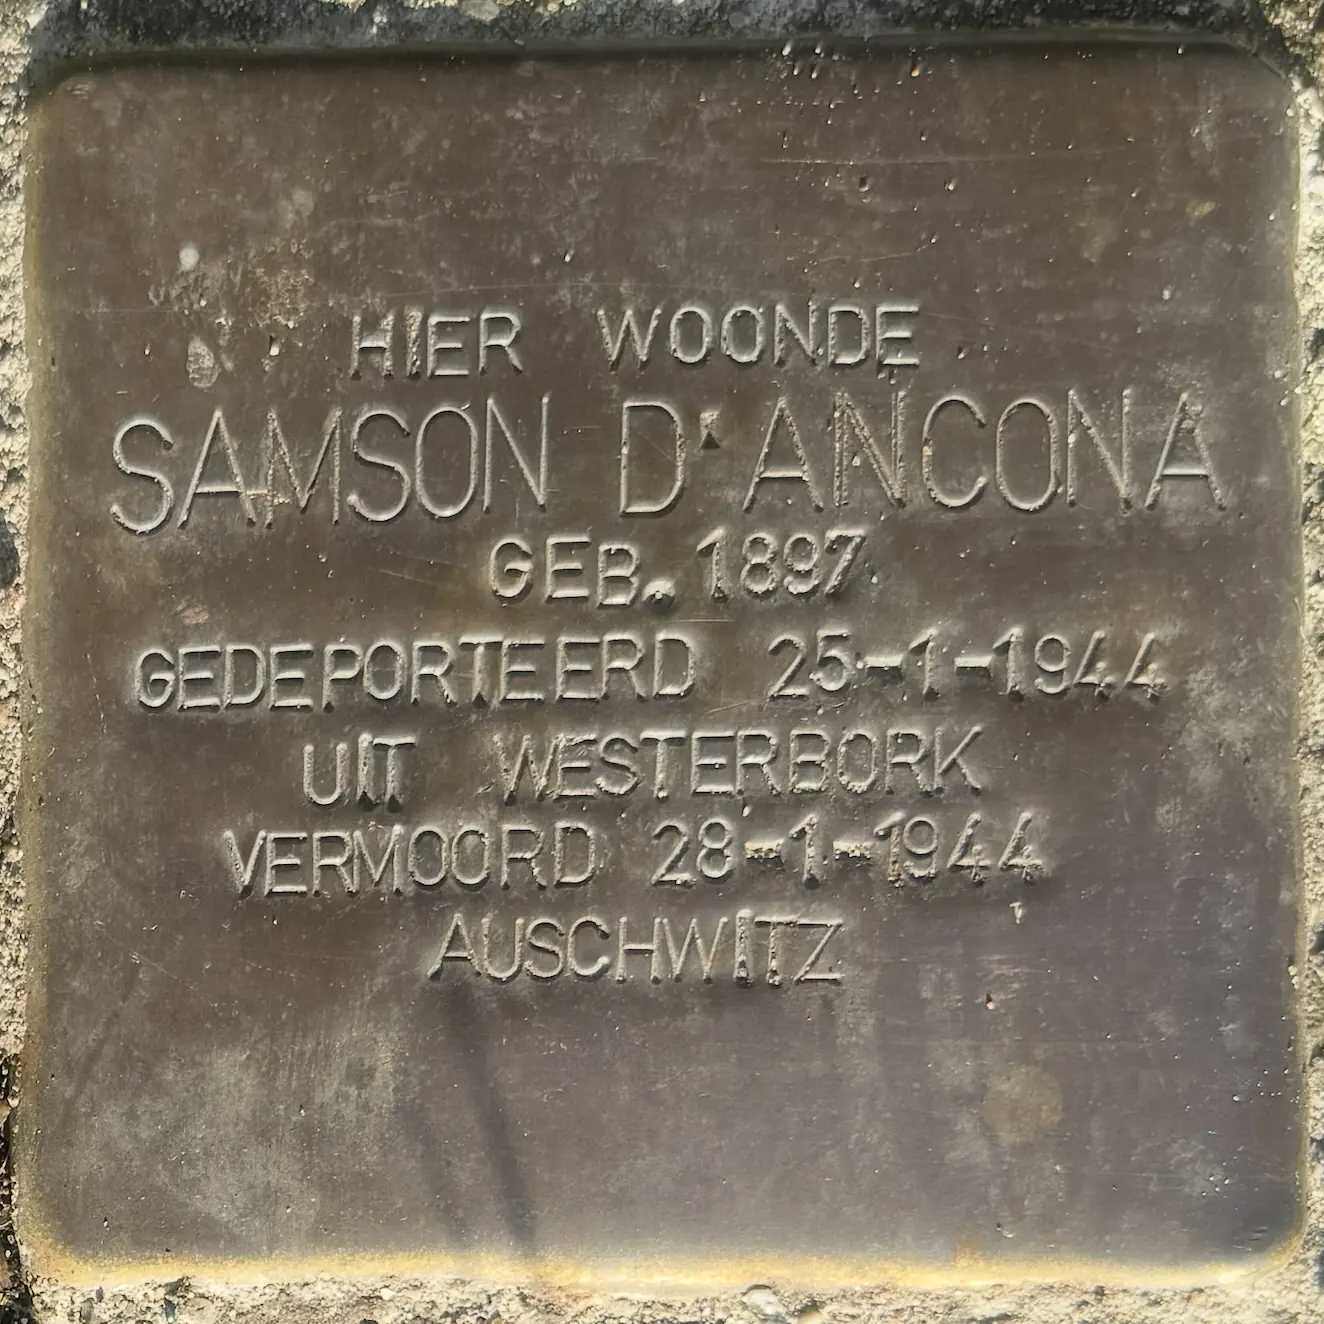 HIER WOONDE
SAMSON D'ANCONA
GEB. 1897
GEDEPORTEERD 25-1-1944
UIT WESTERBORK
VERMOORD 28-1-1944
AUSCHWITZ